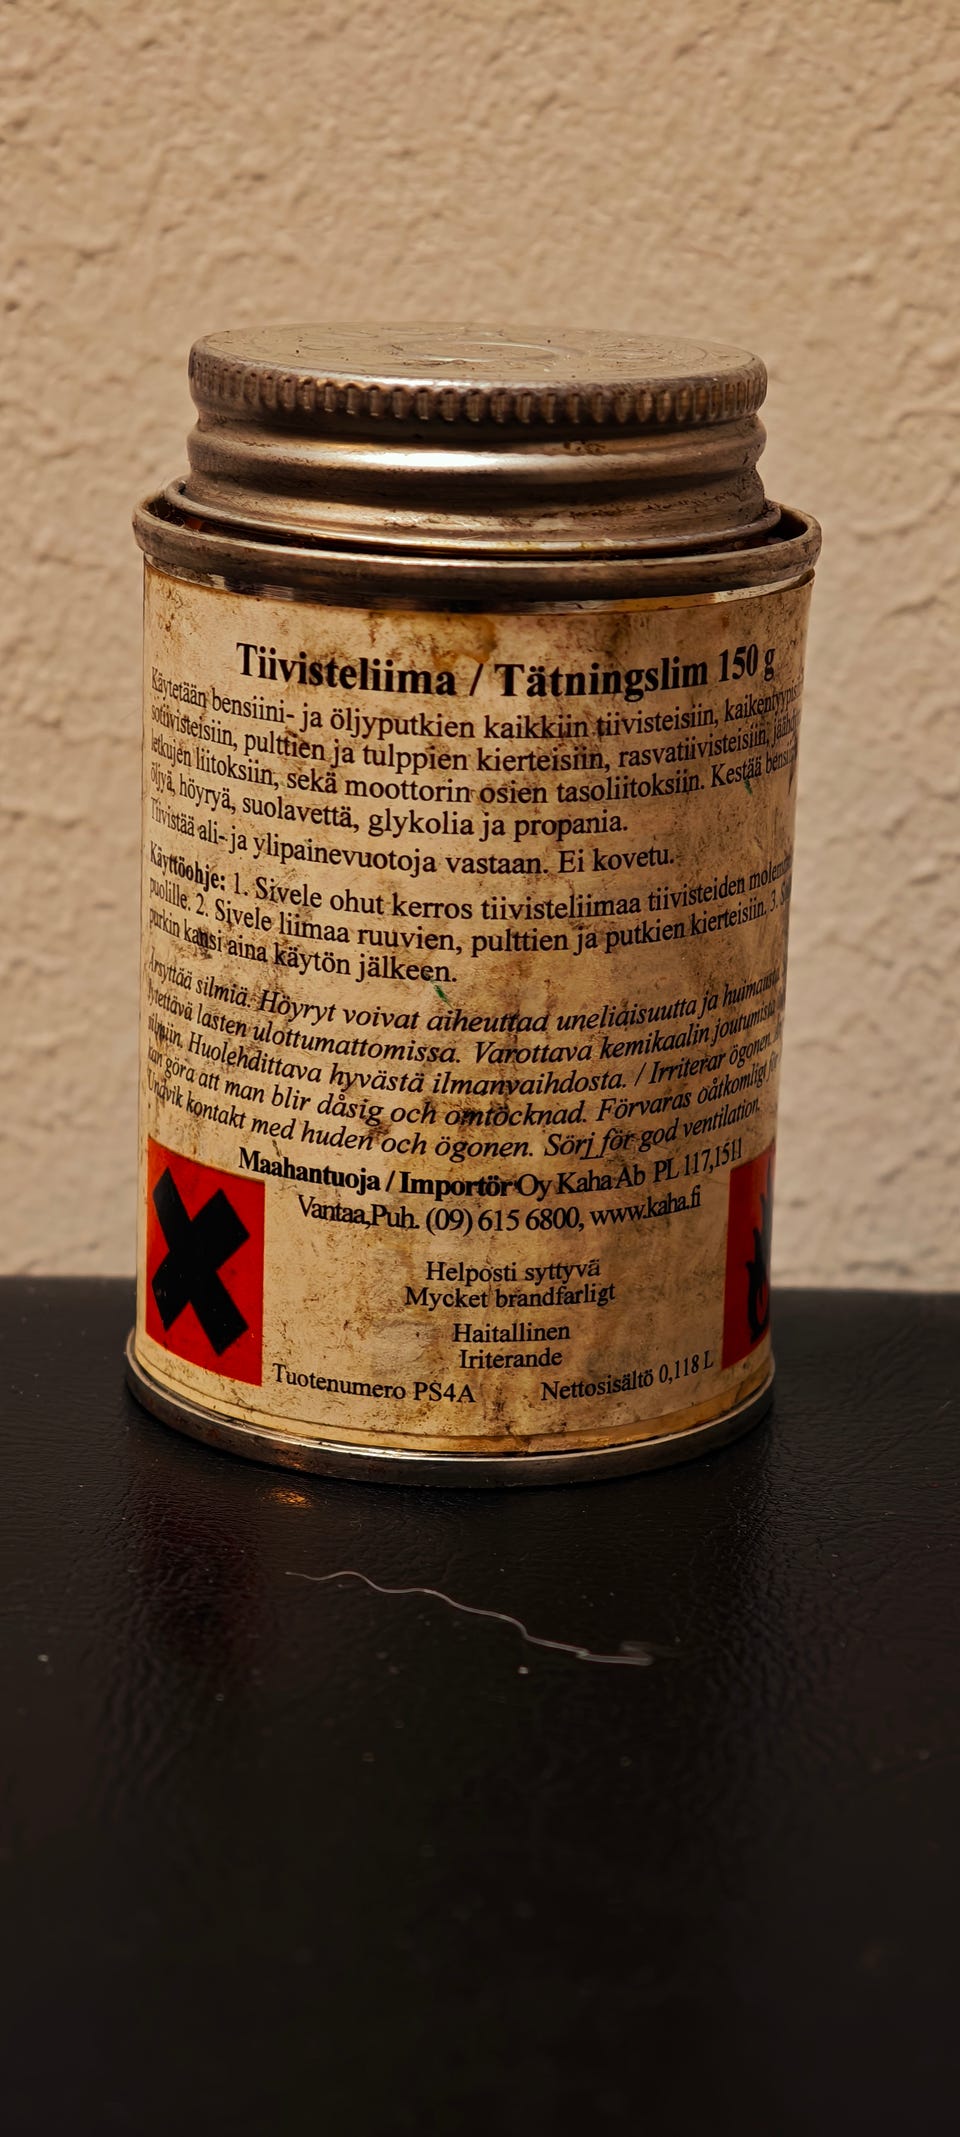 Tiivisteliima / Tätningslim 150 g
Käytetään bensiini- ja öljyputkien kaikkiin tiivisteisiin,
sotiivisteisiin, pulttien ja tulppien kierteisiin, rasvatiivisteisiin,
letkujen liitoksiin, sekä moottorin osien tasoliitoksiin. Kestää
öljyä, höyryä, suolavettä, glykolia ja propania.
Tiivistää ali- ja ylipainevuotoja vastaan. Ei kovetu.
Käyttöohje: 1. Sivele ohut kerros tiivisteliimaa tiivisteiden
puolille. 2. Sivele liimaa ruuvien, pulttien ja putkien kierteisiin. 3.
purkin kansi aina käytön jälkeen.
Ärsyttää silmiä. Höyryt voivat aiheuttaa uneliaisuutta ja
lasten ulottumattomissa. Varottava kemikaalin joutumista
Huolehdittava hyvästä ilmanvaihdosta. / Irriterar ögonen.
kan göra att man blir dåsig och omtöcknad. Förvaras oåtkomligt för
Undvik kontakt med huden och ögonen. Sörj för god ventilation.
Maahantuoja / Importör Oy Kaha Ab PL 117, 1511
Vantaa,Puh. (09) 615 6800, www.kaha.fi
Helposti syttyvä
Mycket brandfarligt
Haitallinen
Iriterande
Tuotenumero PS4A Nettosisältö 0,118 L